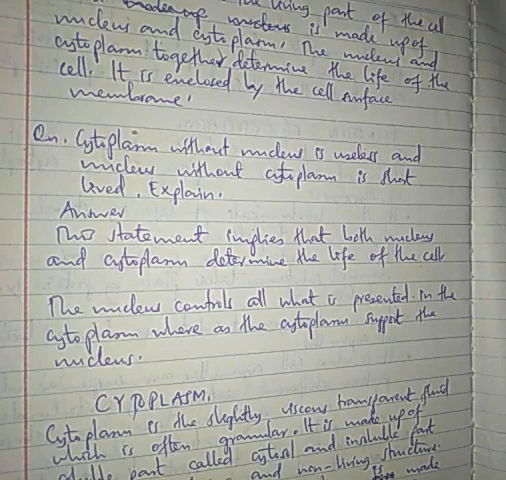 the living part of the cell
nucleus is made up of
nucleus and cytoplasm. The nucleus and
cytoplasm together determine the life of the
cell. It is enclosed by the cell surface
membrane.
Qn. Cytoplasm without nucleus is useless and
nucleus without cytoplasm is short
lived. Explain.
Answer
This statement implies that both nucleus
and cytoplasm determine the life of the cell
The nucleus controls all what is presented in the
cytoplasm where as the cytoplasm support the
nucleus.
CYTOPLASM.
Cytoplasm is the slightly viscous transparent fluid
which is often granular. It is made up of
soluble part called cytosol and insoluble part
and non-living structure.
is made